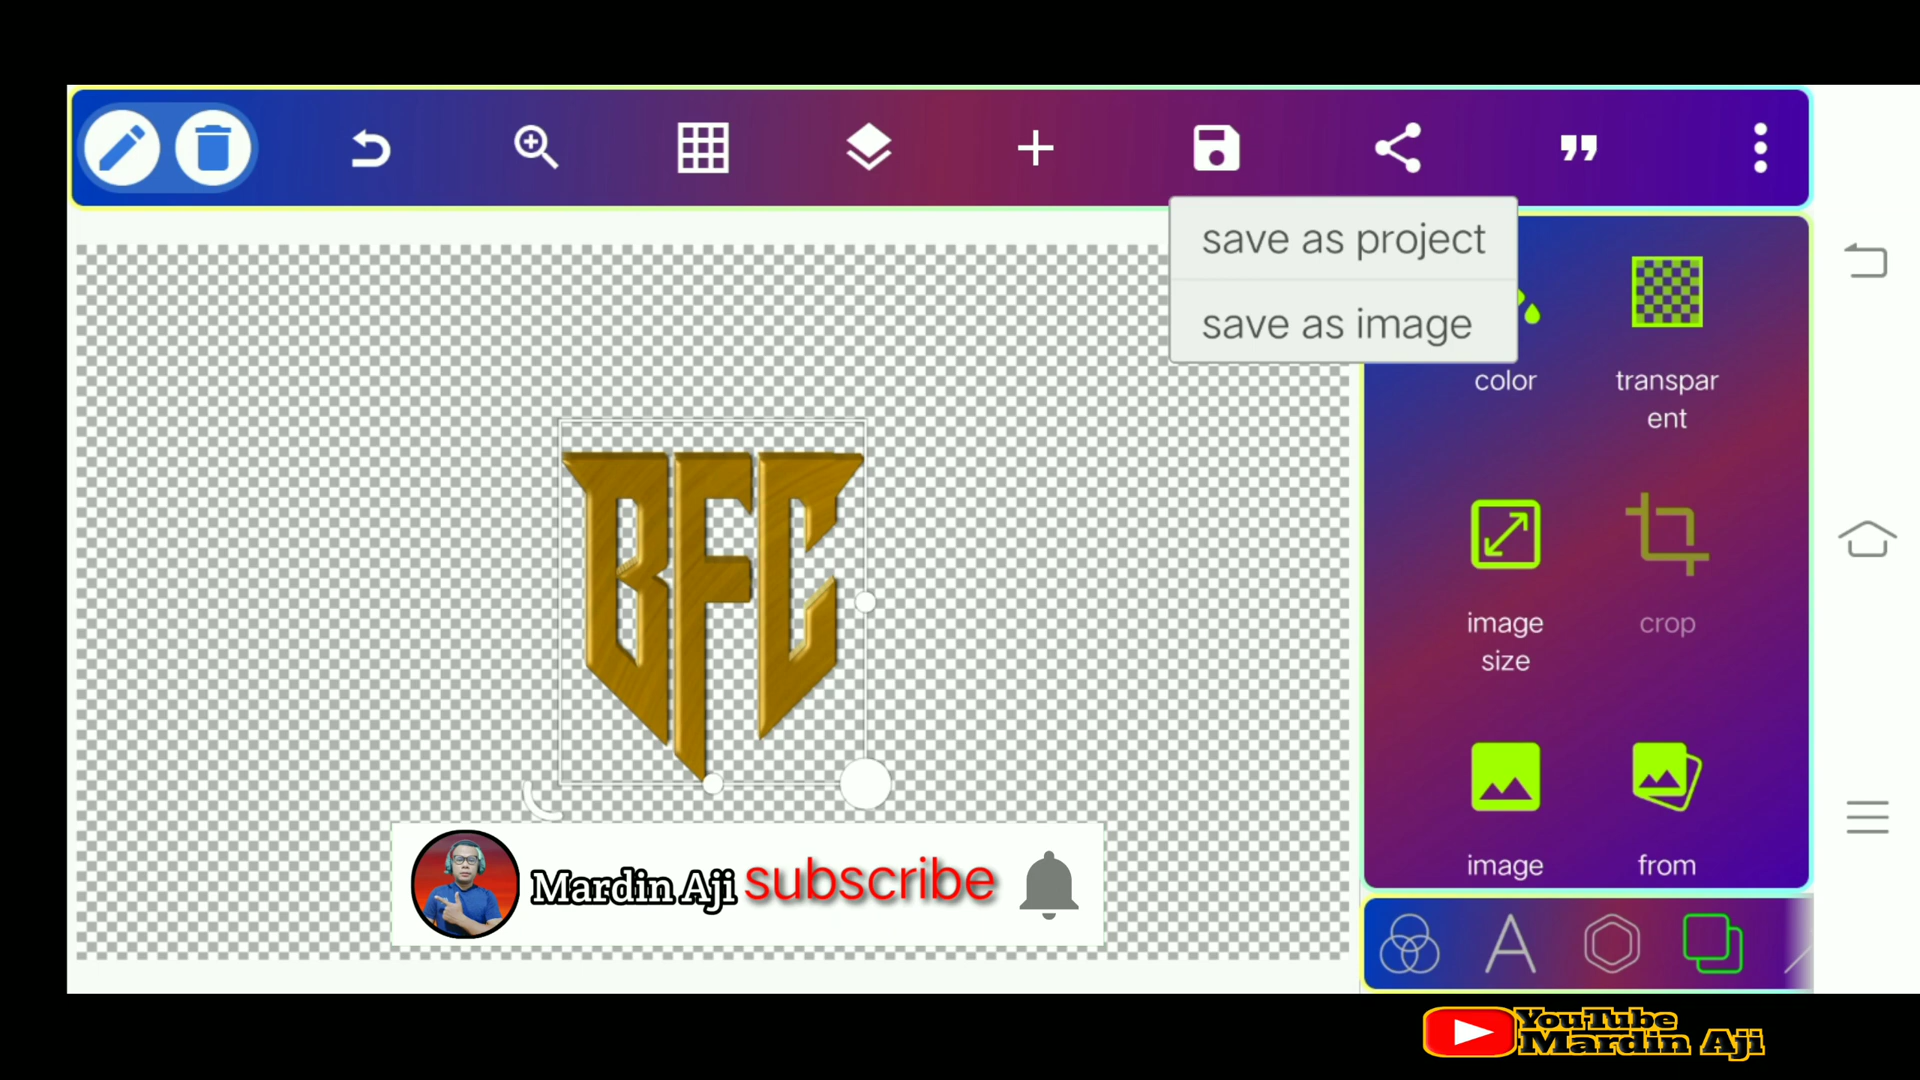 save as project
save as image
color
transpar
ent
image
size
crop
image
from
BFC
Mardin Aji subscribe
YouTube
Mardin Aji